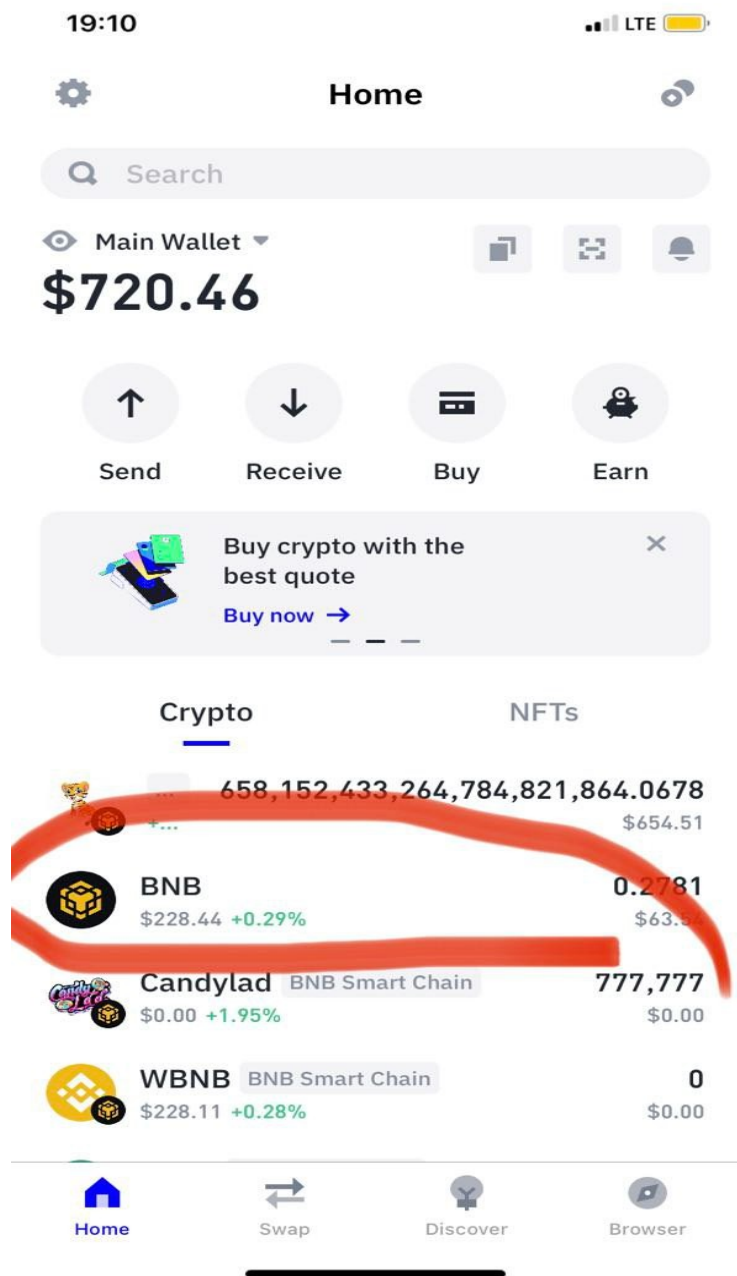 19:10
LTE
Home
Search
Main Wallet
$720.46
Send Receive Buy Earn
Buy crypto with the
best quote
Buy now →
Crypto NFTs
... 658,152,433,264,784,821,864.0678
+... $654.51
BNB 0.2781
$228.44 +0.29% $63.54
Candylad BNB Smart Chain 777,777
$0.00 +1.95% $0.00
WBNB BNB Smart Chain 0
$228.11 +0.28% $0.00
Home Swap Discover Browser